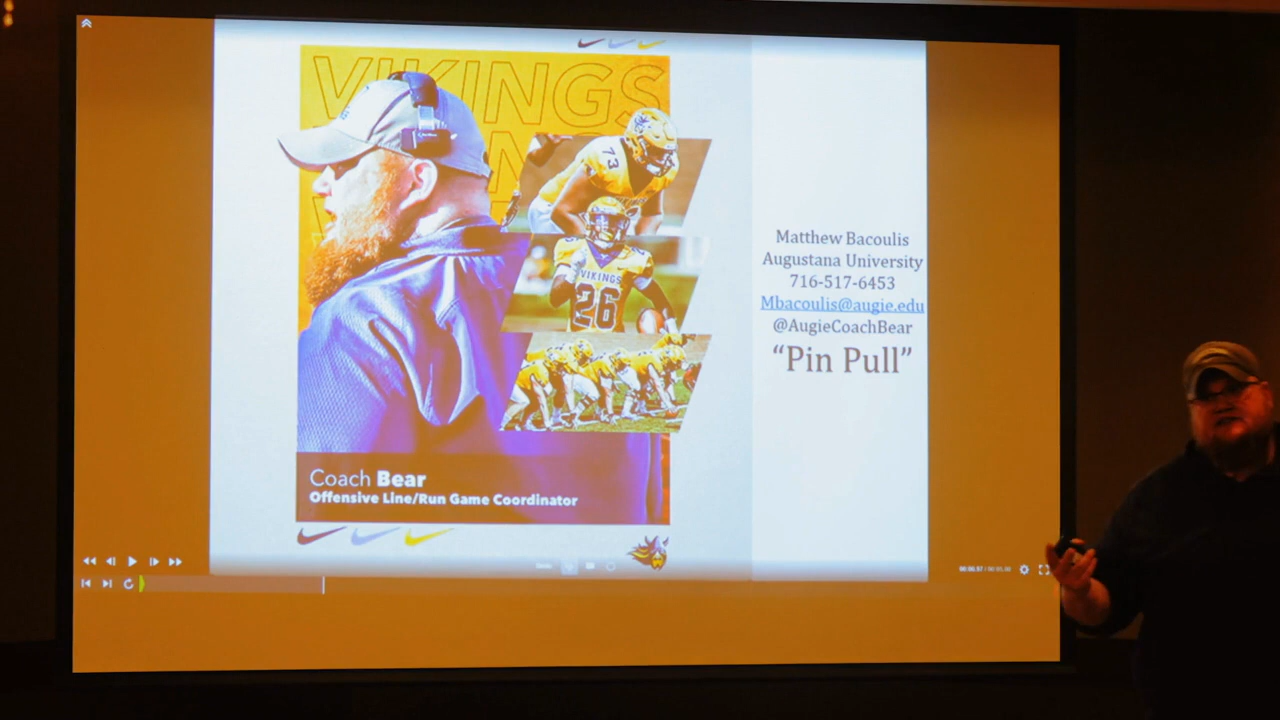 VIKINGS
73
VIKINGS
26
Coach Bear
Offensive Line/Run Game Coordinator
Matthew Bacoulis
Augustana University
716-517-6453
Mbacoulis@augie.edu
@AugieCoachBear
“Pin Pull”